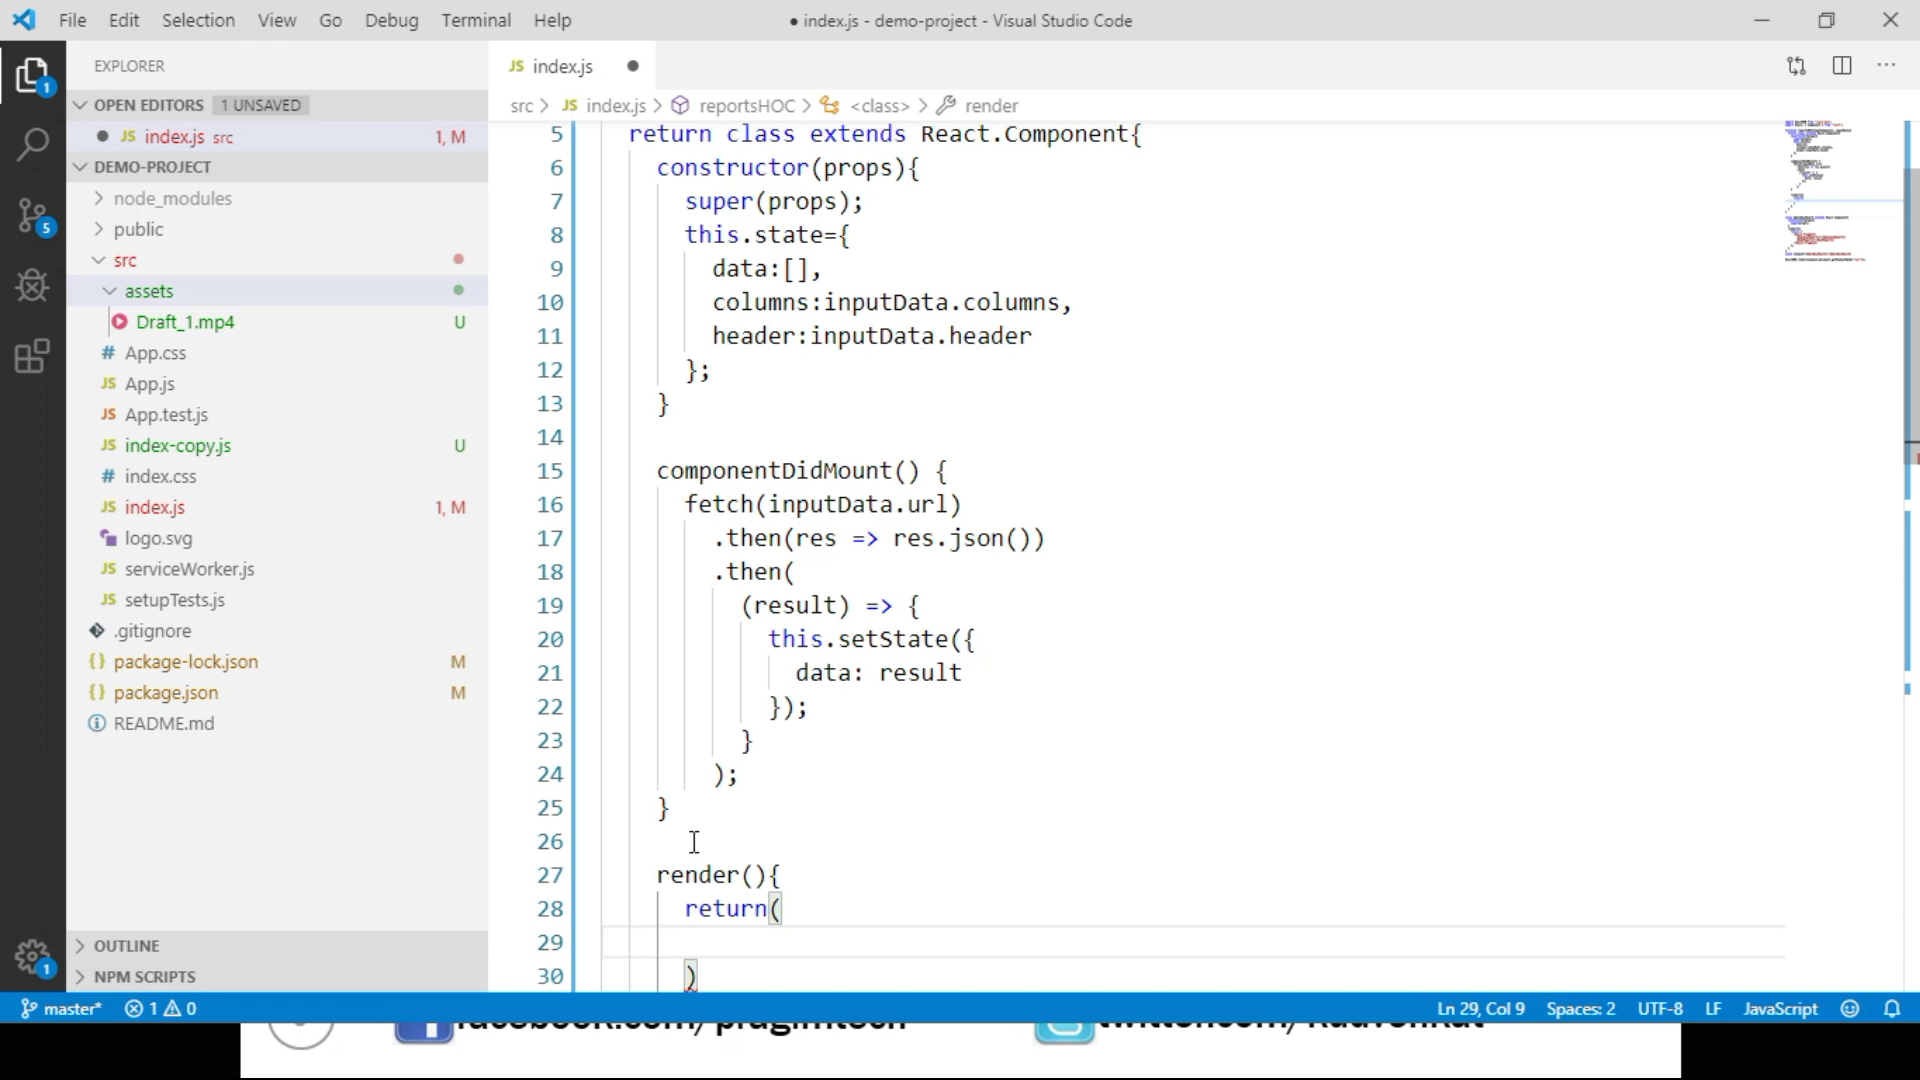 File Edit Selection View Go Debug Terminal Help
● index.js - demo-project - Visual Studio Code
EXPLORER
JS index.js
OPEN EDITORS 1 UNSAVED
src > JS index.js > reportsHOC > <class> > render
JS index.js src 1, M
DEMO-PROJECT
node_modules
public
src
assets
Draft_1.mp4 U
# App.css
JS App.js
JS App.test.js
JS index-copy.js U
# index.css
JS index.js 1, M
logo.svg
JS serviceWorker.js
JS setupTests.js
.gitignore
{} package-lock.json M
{} package.json M
README.md
OUTLINE
NPM SCRIPTS
1
5
1
5 return class extends React.Component{
6 constructor(props){
7 super(props);
8 this.state={
9 data:[],
10 columns:inputData.columns,
11 header:inputData.header
12 };
13 }
14
15 componentDidMount() {
16 fetch(inputData.url)
17 .then(res => res.json())
18 .then(
19 (result) => {
20 this.setState({
21 data: result
22 });
23 }
24 );
25 }
26
27 render(){
28 return(
29
30 )
master* 1 0
Ln 29, Col 9 Spaces: 2 UTF-8 LF JavaScript
facebook.com/pragimtech